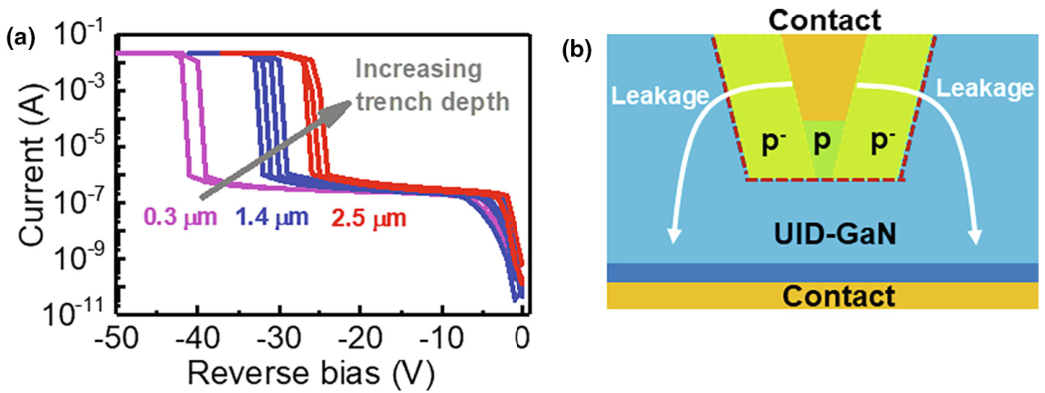 (a)
10⁻¹
10⁻³
10⁻⁵
10⁻⁷
10⁻⁹
10⁻¹¹
Current (A)
Increasing
trench depth
0.3 μm 1.4 μm 2.5 μm
-50 -40 -30 -20 -10 0
Reverse bias (V)
(b)
Contact
Leakage Leakage
p⁻ p p⁻
UID-GaN
Contact